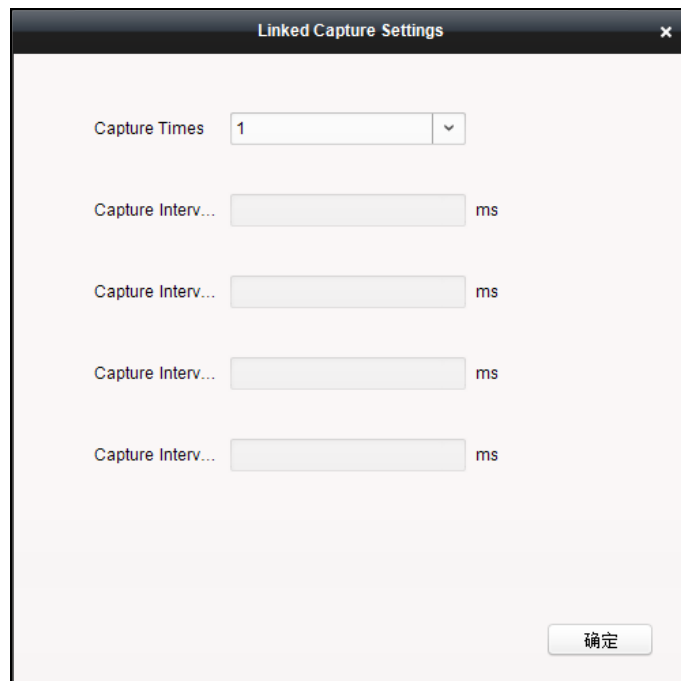 Linked Capture Settings
Capture Times 1
Capture Interv... ms
Capture Interv... ms
Capture Interv... ms
Capture Interv... ms
确定